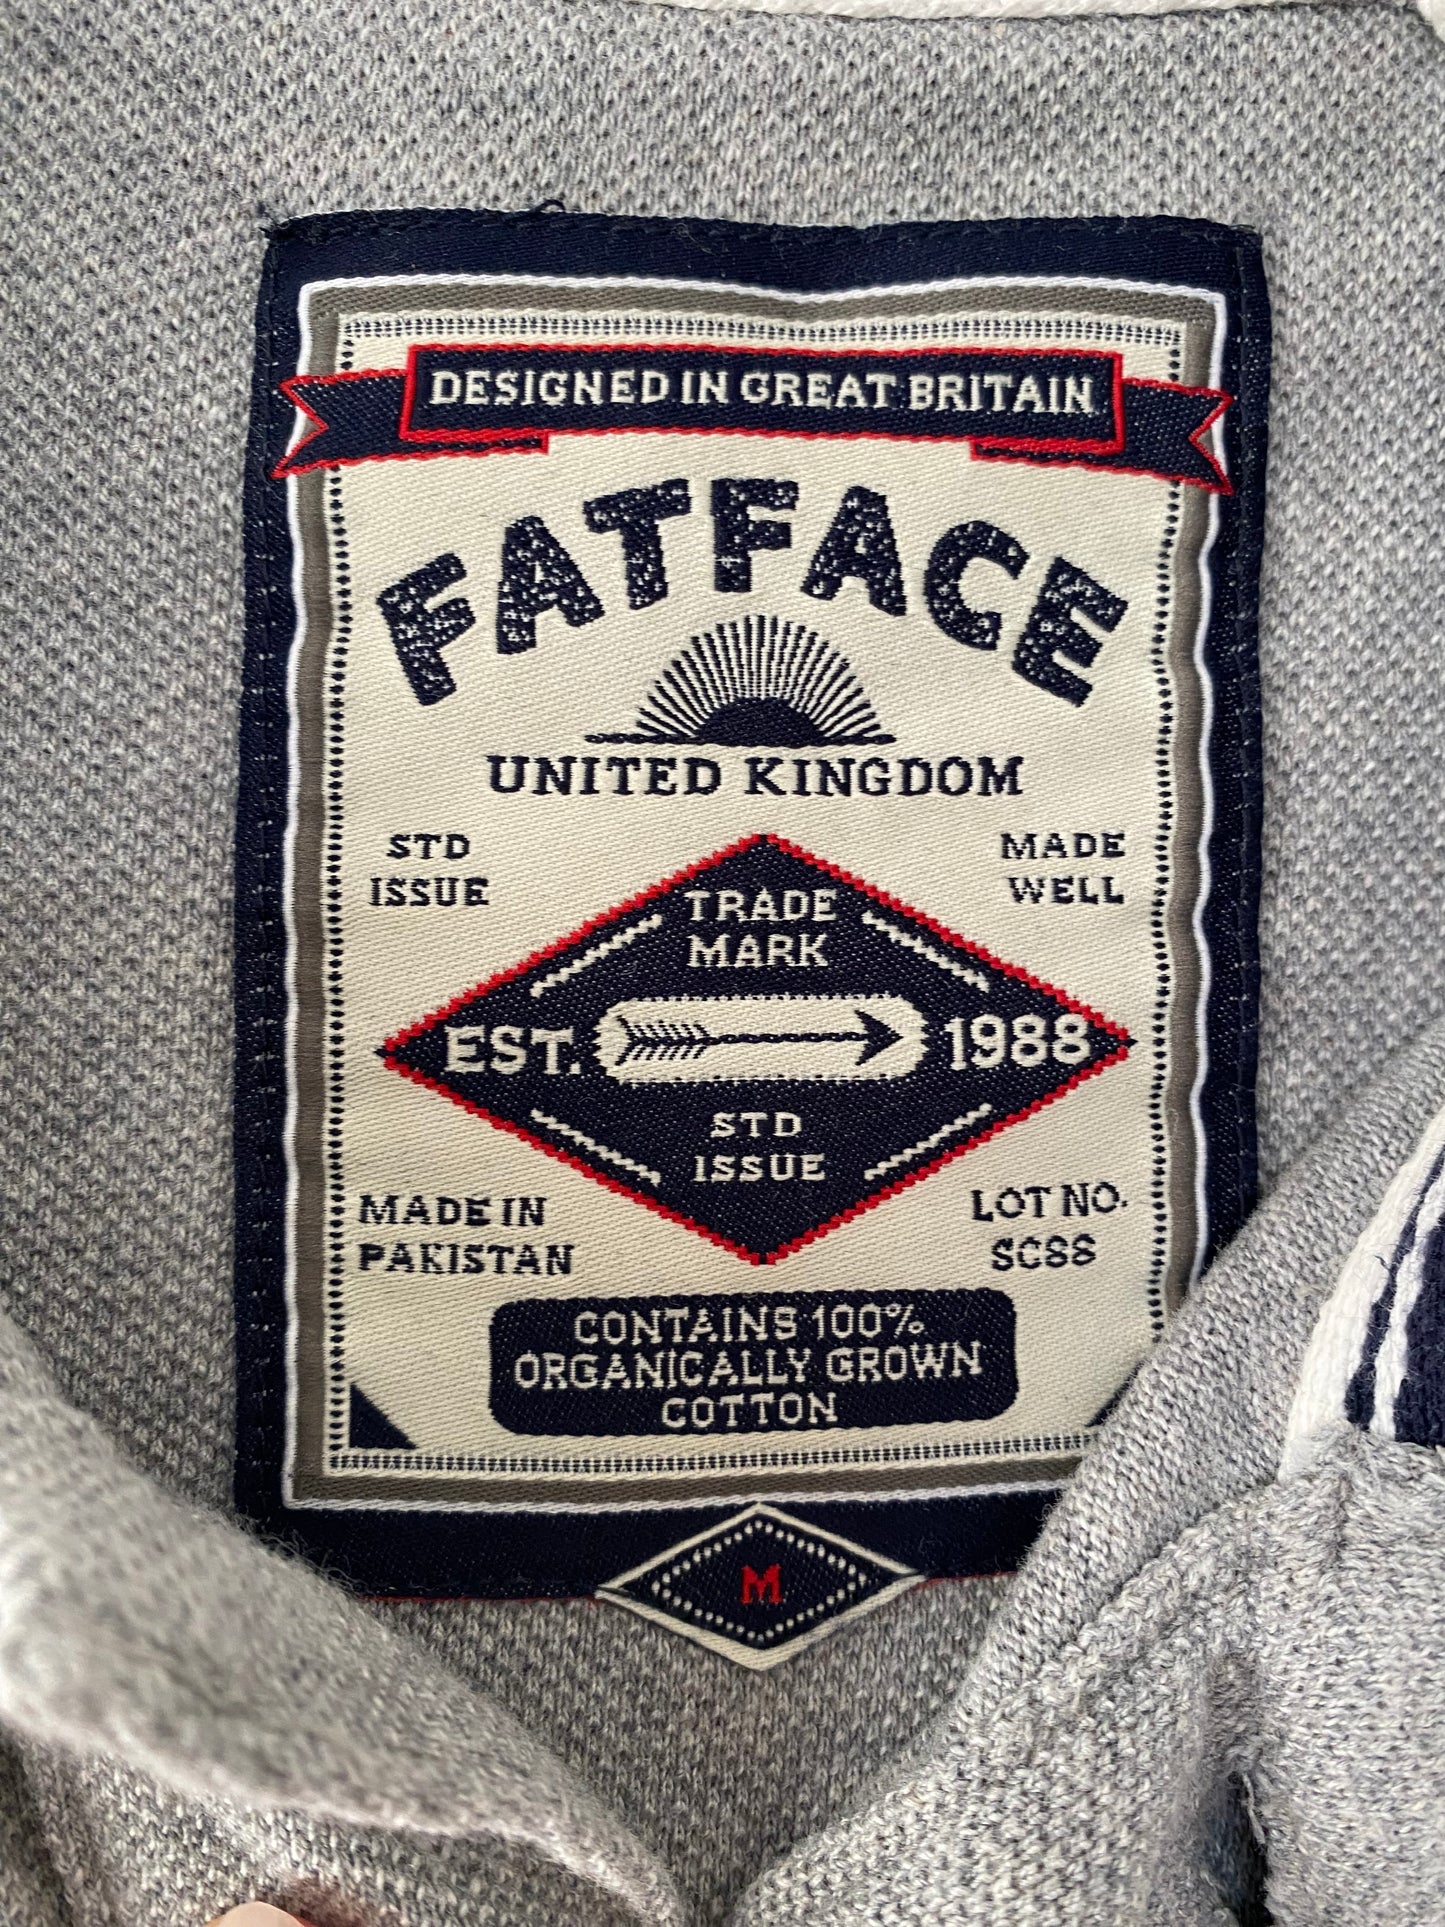 DESIGNED IN GREAT BRITAIN
FATFACE
UNITED KINGDOM
STD
ISSUE
MADE
WELL
TRADE
MARK
EST.
1988
STD
ISSUE
MADE IN
PAKISTAN
LOT NO.
SC88
CONTAINS 100%
ORGANICALLY GROWN
COTTON
M